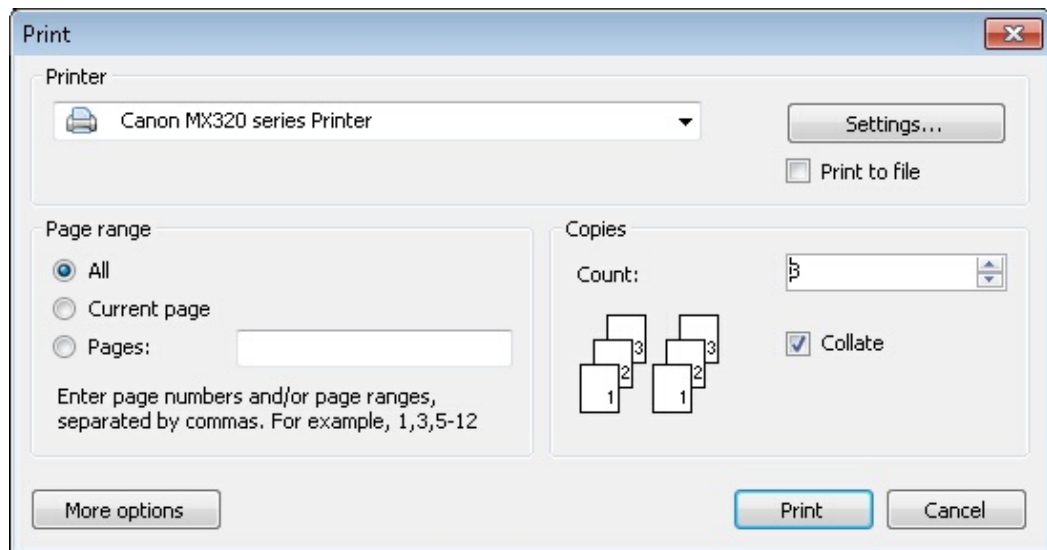 Print
Printer
Canon MX320 series Printer
Settings...
Print to file
Page range
All
Current page
Pages:
Enter page numbers and/or page ranges,
separated by commas. For example, 1,3,5-12
Copies
Count:
3
3 3
2 2
1 1
Collate
More options
Print
Cancel